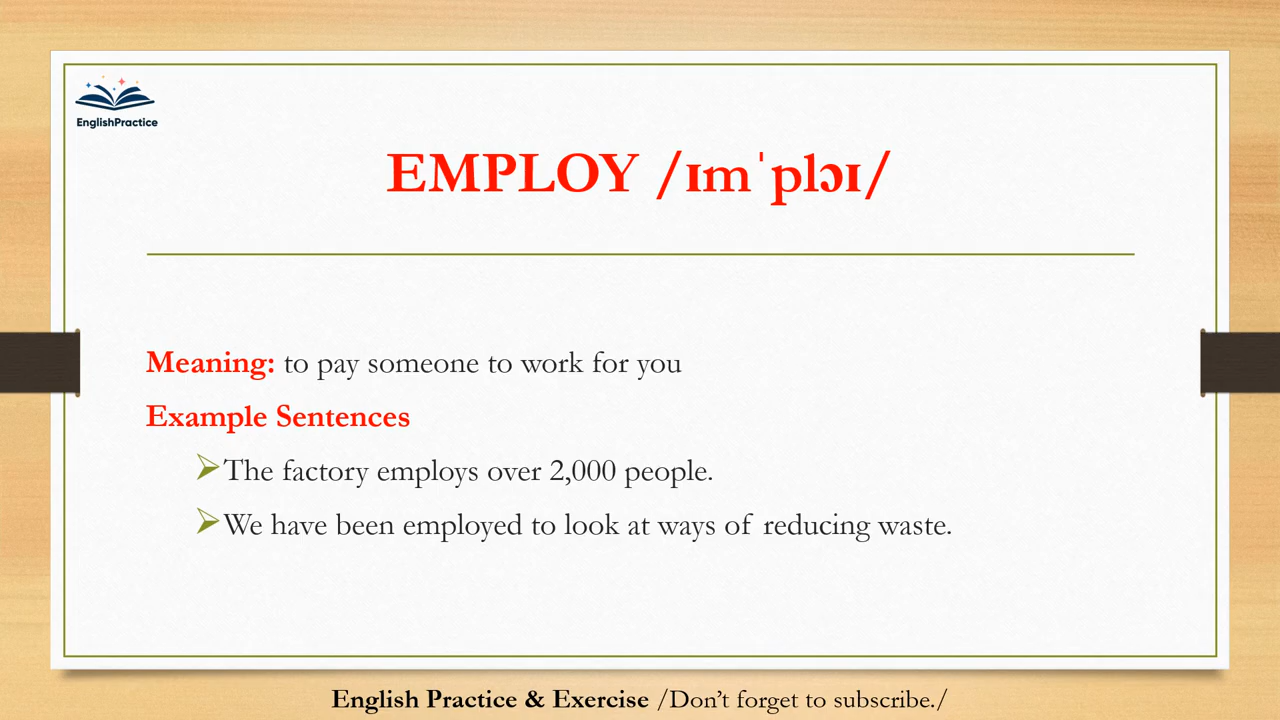 EnglishPractice
EMPLOY /ɪmˈplɔɪ/
Meaning: to pay someone to work for you
Example Sentences
The factory employs over 2,000 people.
We have been employed to look at ways of reducing waste.
English Practice & Exercise /Don’t forget to subscribe./